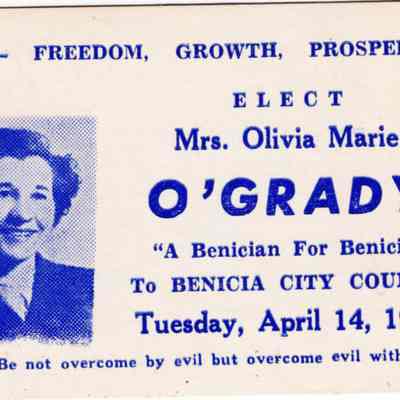 – FREEDOM, GROWTH, PROSPE
ELECT
Mrs. Olivia Marie
O'GRADY
"A Benician For Benici
To BENICIA CITY COU
Tuesday, April 14, 1
Be not overcome by evil but overcome evil with